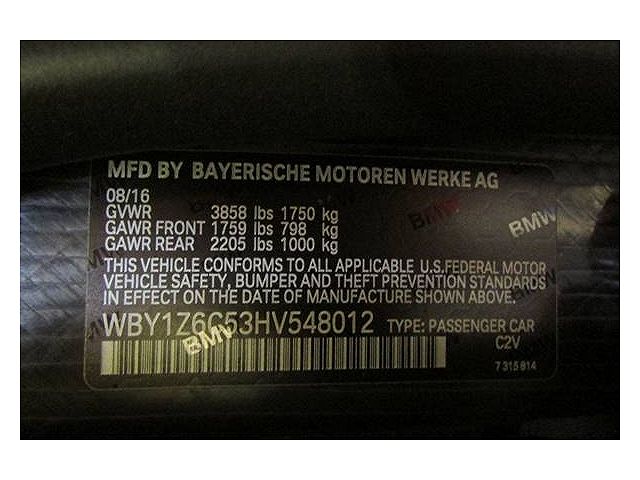 MFD BY BAYERISCHE MOTOREN WERKE AG
08/16
GVWR 3858 lbs 1750 kg
GAWR FRONT 1759 lbs 798 kg
GAWR REAR 2205 lbs 1000 kg
THIS VEHICLE CONFORMS TO ALL APPLICABLE U.S.FEDERAL MOTOR
VEHICLE SAFETY, BUMPER AND THEFT PREVENTION STANDARDS
IN EFFECT ON THE DATE OF MANUFACTURE SHOWN ABOVE.
WBY1Z6C53HV548012 TYPE: PASSENGER CAR
C2V
7 315 814
BMW
BMW
BMW